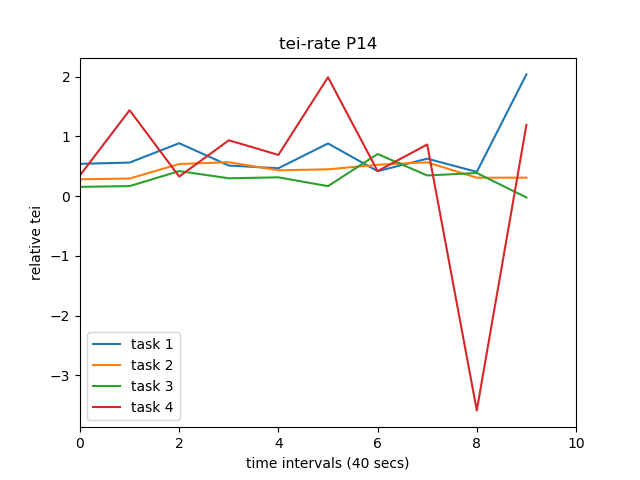 tei-rate P14
relative tei
2
1
0
−1
−2
−3
task 1
task 2
task 3
task 4
0 2 4 6 8 10
time intervals (40 secs)